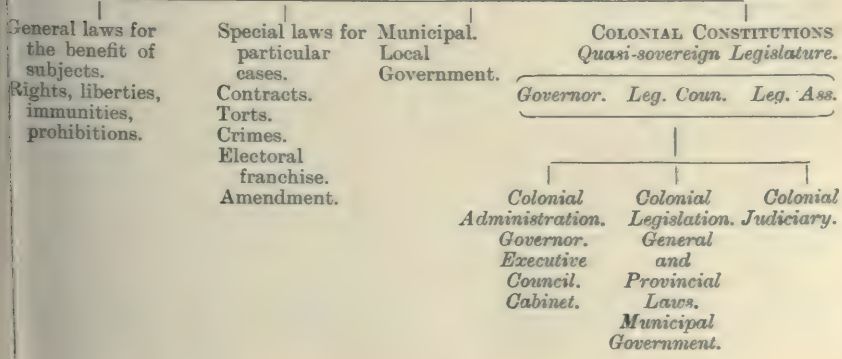 General laws for
the benefit of
subjects.
Rights, liberties,
immunities,
prohibitions.
Special laws for
particular
cases.
Contracts.
Torts.
Crimes.
Electoral
franchise.
Amendment.
Municipal.
Local
Government.
COLONIAL CONSTITUTIONS
Quasi-sovereign Legislature.
Governor. Leg. Coun. Leg. Ass.
Colonial
Administration.
Governor.
Executive
Council.
Cabinet.
Colonial
Legislation.
General
and
Provincial
Laws.
Municipal
Government.
Colonial
Judiciary.